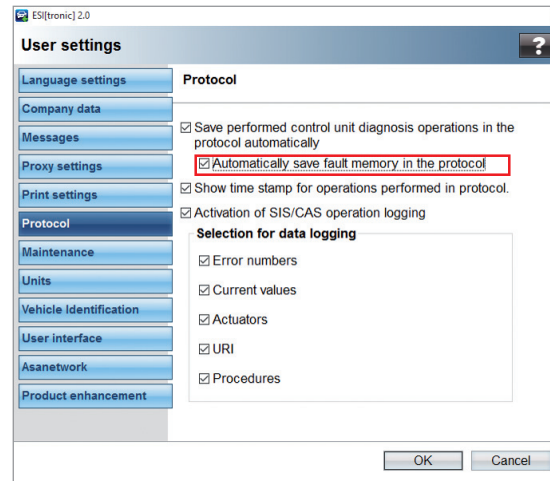 ESI[tronic] 2.0
User settings
?
Language settings
Company data
Messages
Proxy settings
Print settings
Protocol
Maintenance
Units
Vehicle Identification
User interface
Asanetwork
Product enhancement
Protocol
Save performed control unit diagnosis operations in the
protocol automatically
Automatically save fault memory in the protocol
Show time stamp for operations performed in protocol.
Activation of SIS/CAS operation logging
Selection for data logging
Error numbers
Current values
Actuators
URI
Procedures
OK
Cancel